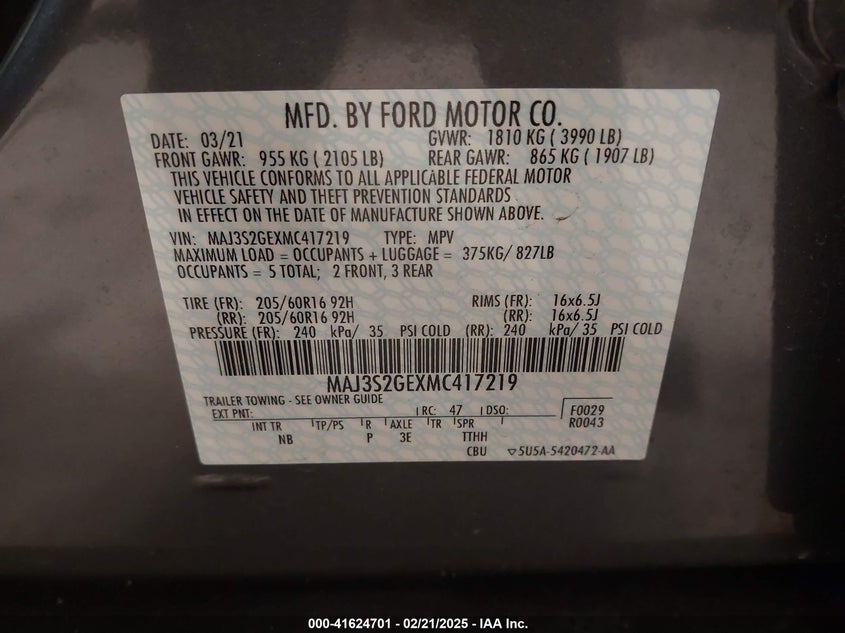 MFD. BY FORD MOTOR CO.
DATE: 03/21 GVWR: 1810 KG ( 3990 LB)
FRONT GAWR: 955 KG ( 2105 LB) REAR GAWR: 865 KG ( 1907 LB)
THIS VEHICLE CONFORMS TO ALL APPLICABLE FEDERAL MOTOR
VEHICLE SAFETY AND THEFT PREVENTION STANDARDS
IN EFFECT ON THE DATE OF MANUFACTURE SHOWN ABOVE.
VIN: MAJ3S2GEXMC417219 TYPE: MPV
MAXIMUM LOAD = OCCUPANTS + LUGGAGE = 375KG/ 827LB
OCCUPANTS = 5 TOTAL; 2 FRONT, 3 REAR
TIRE (FR): 205/60R16 92H RIMS (FR): 16x6.5J
(RR): 205/60R16 92H (RR): 16x6.5J
PRESSURE (FR): 240 kPa/ 35 PSI COLD (RR): 240 kPa/ 35 PSI COLD
MAJ3S2GEXMC417219
TRAILER TOWING - SEE OWNER GUIDE
EXT PNT: RC: 47 DSO: F0029
INT TR TP/PS R AXLE TR SPR R0043
NB P 3E TTHH
CBU ▽5U5A-5420472-AA
000-41624701 - 02/21/2025 - IAA Inc.